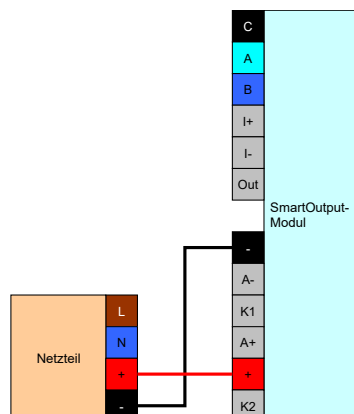 C
A
B
I+
I-
Out
SmartOutput-
Modul
-
A-
K1
A+
+
K2
Netzteil
L
N
+
-